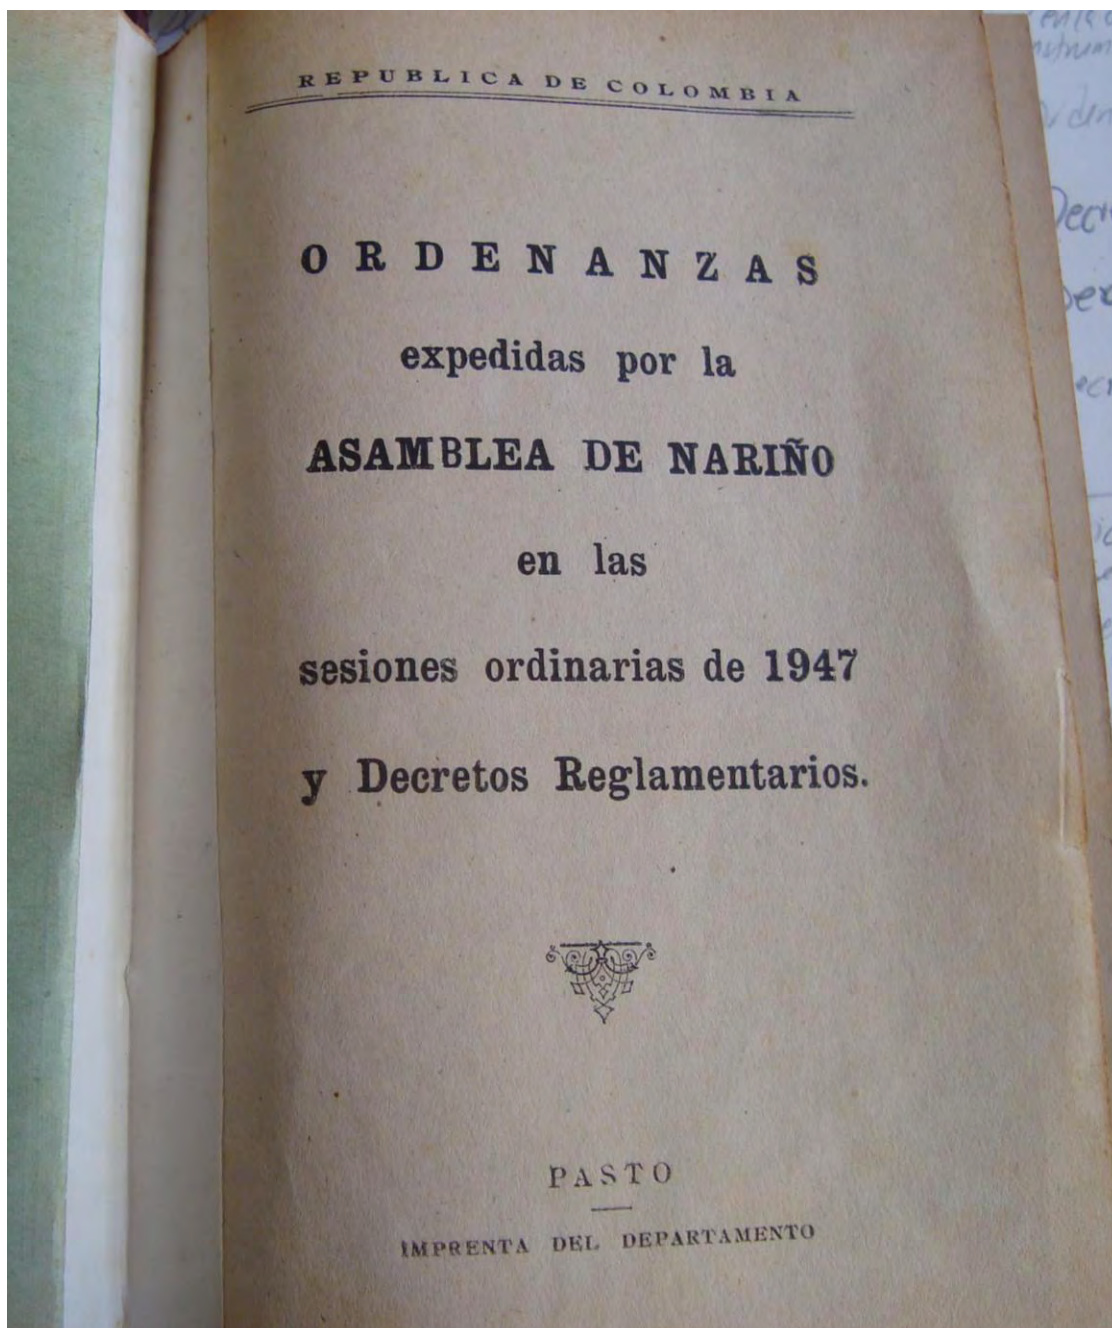 REPUBLICA DE COLOMBIA
ORDENANZAS
expedidas por la
ASAMBLEA DE NARIÑO
en las
sesiones ordinarias de 1947
y Decretos Reglamentarios.
PASTO
IMPRENTA DEL DEPARTAMENTO